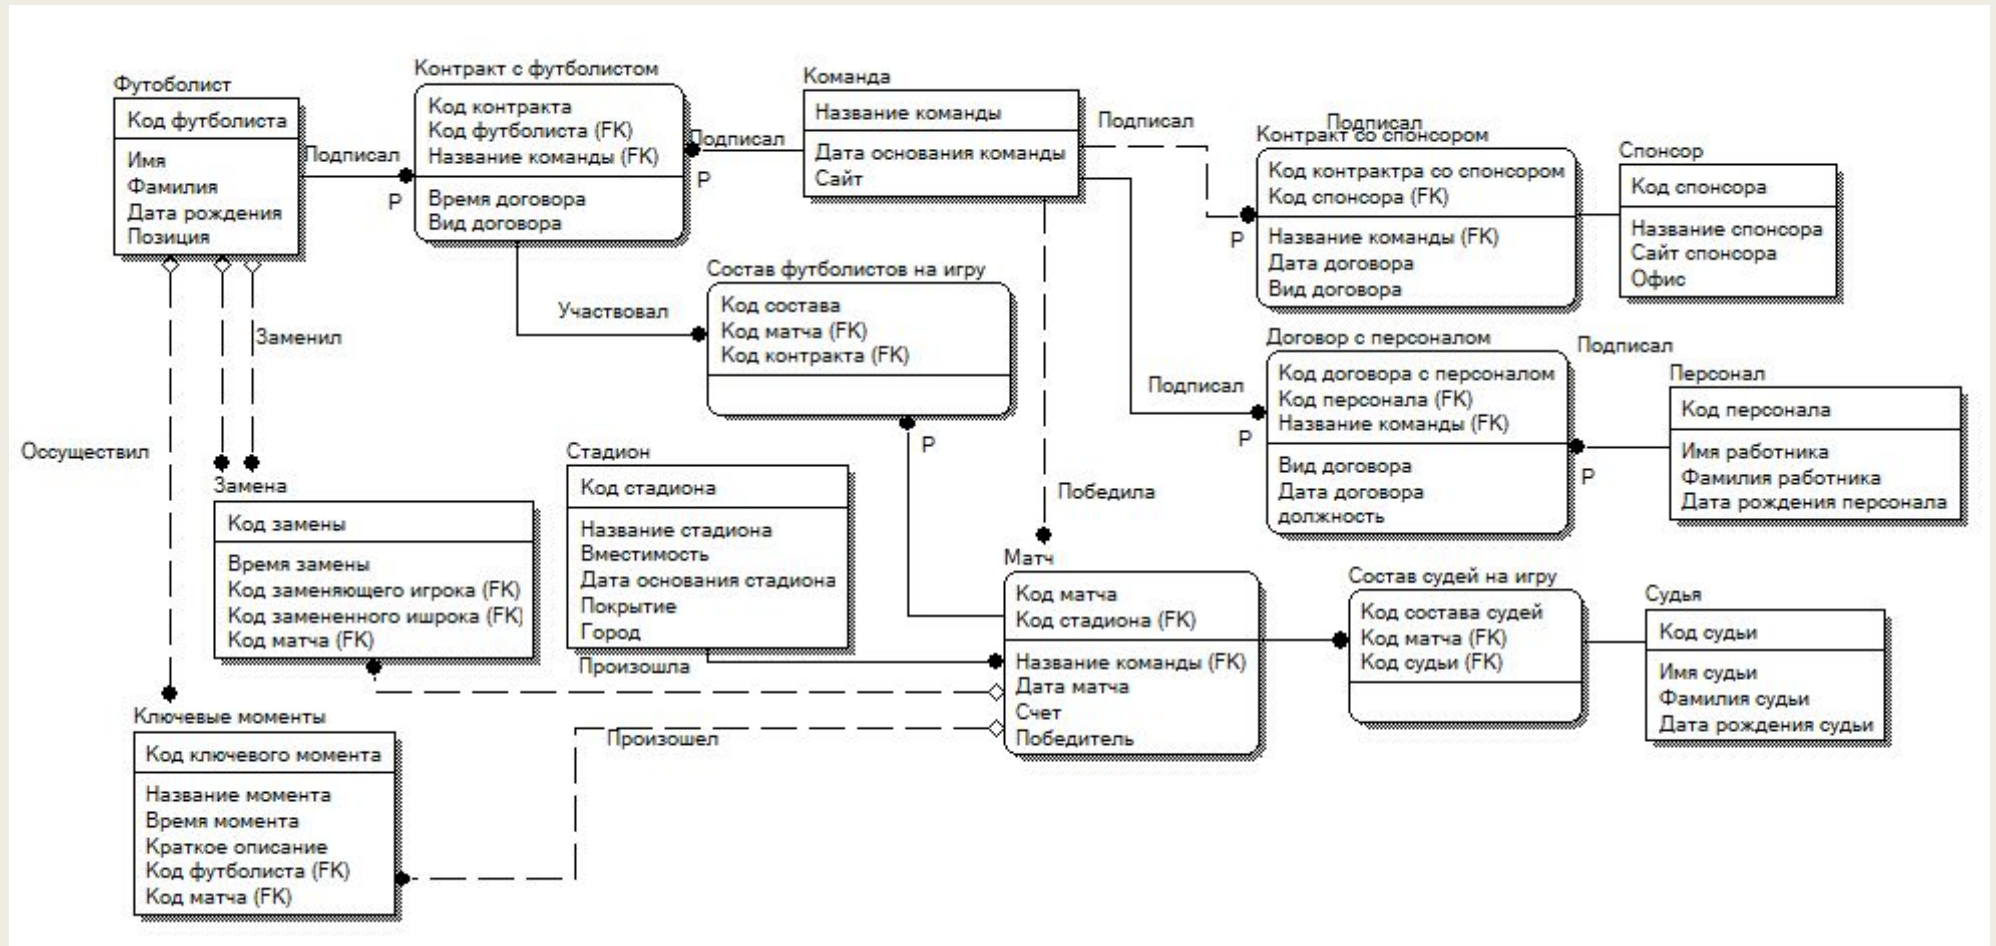 Футоболист
Код футболиста
Имя
Фамилия
Дата рождения
Позиция
Подписал
P
Контракт с футболистом
Код контракта
Код футболиста (FK)
Название команды (FK)
Время договора
Вид договора
Подписал
P
Команда
Название команды
Дата основания команды
Сайт
Подписал
P
Подписал
Контракт со спонсором
Код контрактра со спонсором
Код спонсора (FK)
Название команды (FK)
Дата договора
Вид договора
Спонсор
Код спонсора
Название спонсора
Сайт спонсора
Офис
Заменил
Участвовал
Состав футболистов на игру
Код состава
Код матча (FK)
Код контракта (FK)
P
Подписал
P
Договор с персоналом
Код договора с персоналом
Код персонала (FK)
Название команды (FK)
Вид договора
Дата договора
должность
Подписал
P
Персонал
Код персонала
Имя работника
Фамилия работника
Дата рождения персонала
Оссуществил
Замена
Код замены
Время замены
Код заменяющего игрока (FK)
Код замененного ишрока (FK)
Код матча (FK)
Стадион
Код стадиона
Название стадиона
Вместимость
Дата основания стадиона
Покрытие
Город
Произошла
Победила
Матч
Код матча
Код стадиона (FK)
Название команды (FK)
Дата матча
Счет
Победитель
Состав судей на игру
Код состава судей
Код матча (FK)
Код судьи (FK)
Судья
Код судьи
Имя судьи
Фамилия судьи
Дата рождения судьи
Произошел
Ключевые моменты
Код ключевого момента
Название момента
Время момента
Краткое описание
Код футболиста (FK)
Код матча (FK)